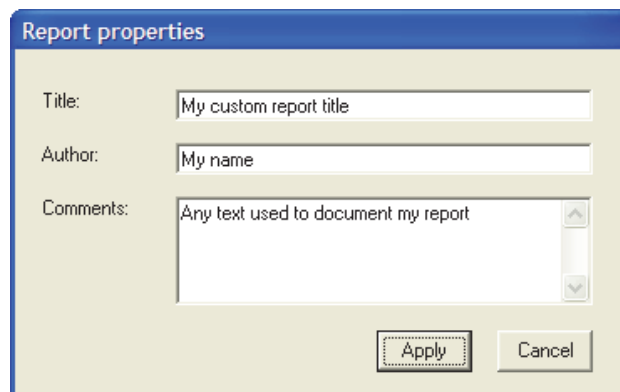 Report properties
Title: My custom report title
Author: My name
Comments: Any text used to document my report
Apply Cancel